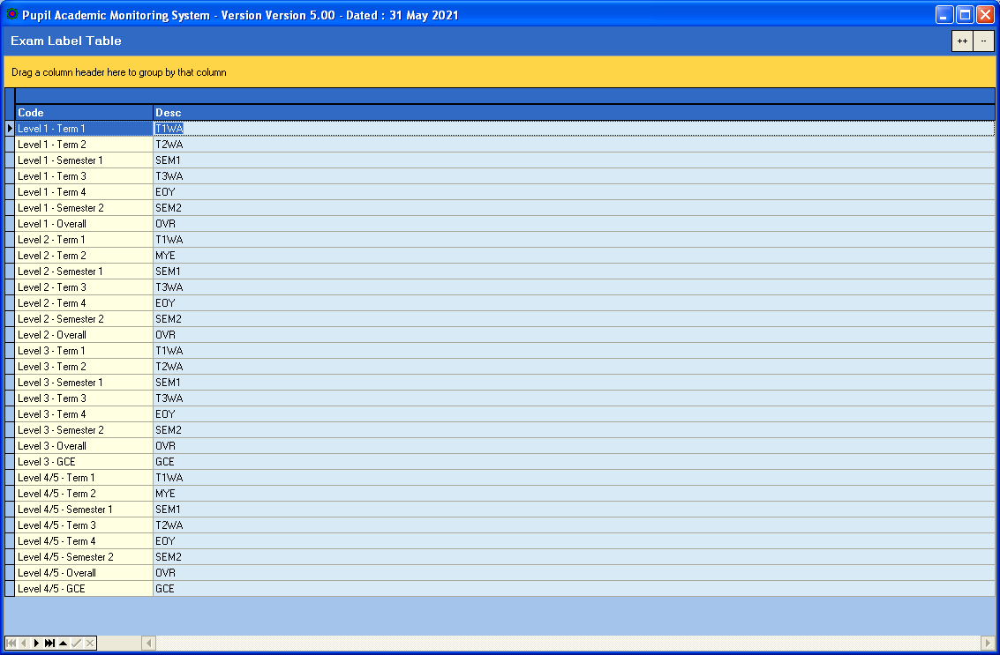 Pupil Academic Monitoring System - Version Version 5.00 - Dated : 31 May 2021
Exam Label Table
++ --
Drag a column header here to group by that column
Code Desc
Level 1 - Term 1 T1WA
Level 1 - Term 2 T2WA
Level 1 - Semester 1 SEM1
Level 1 - Term 3 T3WA
Level 1 - Term 4 EOY
Level 1 - Semester 2 SEM2
Level 1 - Overall OVR
Level 2 - Term 1 T1WA
Level 2 - Term 2 MYE
Level 2 - Semester 1 SEM1
Level 2 - Term 3 T3WA
Level 2 - Term 4 EOY
Level 2 - Semester 2 SEM2
Level 2 - Overall OVR
Level 3 - Term 1 T1WA
Level 3 - Term 2 T2WA
Level 3 - Semester 1 SEM1
Level 3 - Term 3 T3WA
Level 3 - Term 4 EOY
Level 3 - Semester 2 SEM2
Level 3 - Overall OVR
Level 3 - GCE GCE
Level 4/5 - Term 1 T1WA
Level 4/5 - Term 2 MYE
Level 4/5 - Semester 1 SEM1
Level 4/5 - Term 3 T2WA
Level 4/5 - Term 4 EOY
Level 4/5 - Semester 2 SEM2
Level 4/5 - Overall OVR
Level 4/5 - GCE GCE